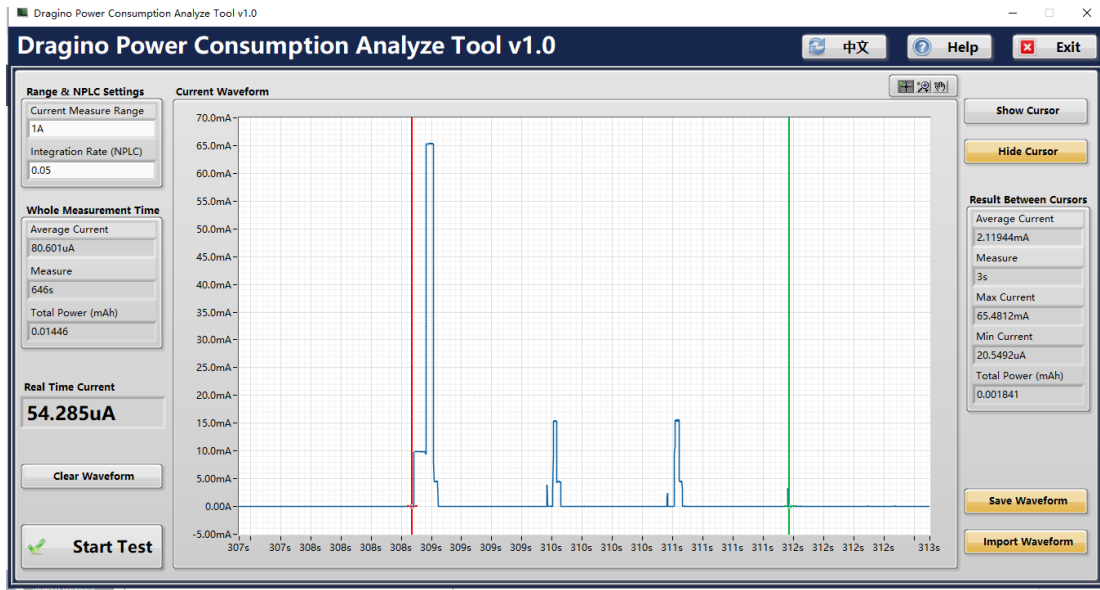 Dragino Power Consumption Analyze Tool v1.0
Dragino Power Consumption Analyze Tool v1.0
中文
Help
Exit
Range & NPLC Settings
Current Measure Range
1A
Integration Rate (NPLC)
0.05
Whole Measurement Time
Average Current
80.601uA
Measure
646s
Total Power (mAh)
0.01446
Real Time Current
54.285uA
Clear Waveform
Start Test
Current Waveform
70.0mA
65.0mA
60.0mA
55.0mA
50.0mA
45.0mA
40.0mA
35.0mA
30.0mA
25.0mA
20.0mA
15.0mA
10.0mA
5.00mA
0.00A
-5.00mA
307s 307s 308s 308s 308s 308s 309s 309s 309s 309s 310s 310s 310s 310s 311s 311s 311s 311s 312s 312s 312s 312s 313s
Show Cursor
Hide Cursor
Result Between Cursors
Average Current
2.11944mA
Measure
3s
Max Current
65.4812mA
Min Current
20.5492uA
Total Power (mAh)
0.001841
Save Waveform
Import Waveform